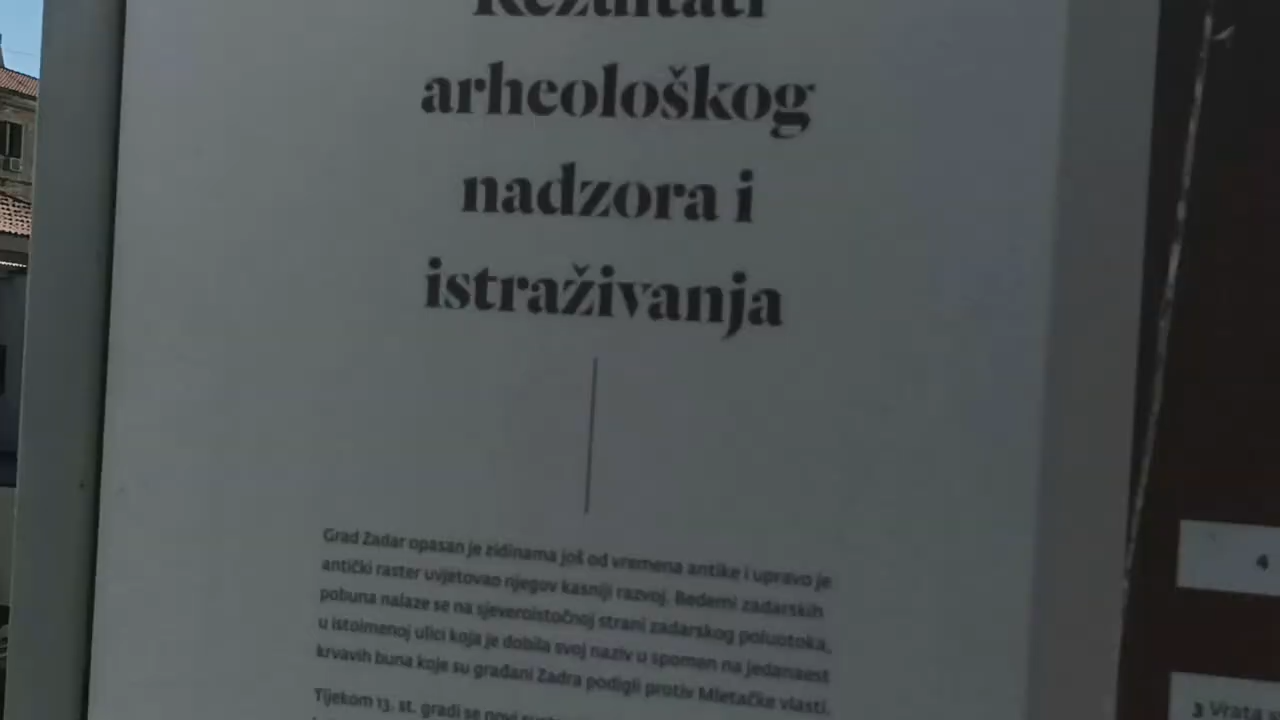 Rezultati
arheološkog
nadzora i
istraživanja
Grad Zadar opasan je zidinama još od vremena antike i upravo je
antički raster uvjetovao njegov kasniji razvoj. Bedemi zadarskih
pobuna nalaze se na sjeveroistočnoj strani zadarskog poluotoka,
u istoimenoj ulici koja je dobila svoj naziv u spomen na jedanaest
krvavih buna koje su građani Zadra podigli protiv Mletačke vlasti.
Tijekom 13. st. gradi se novi
4
3 Vrata